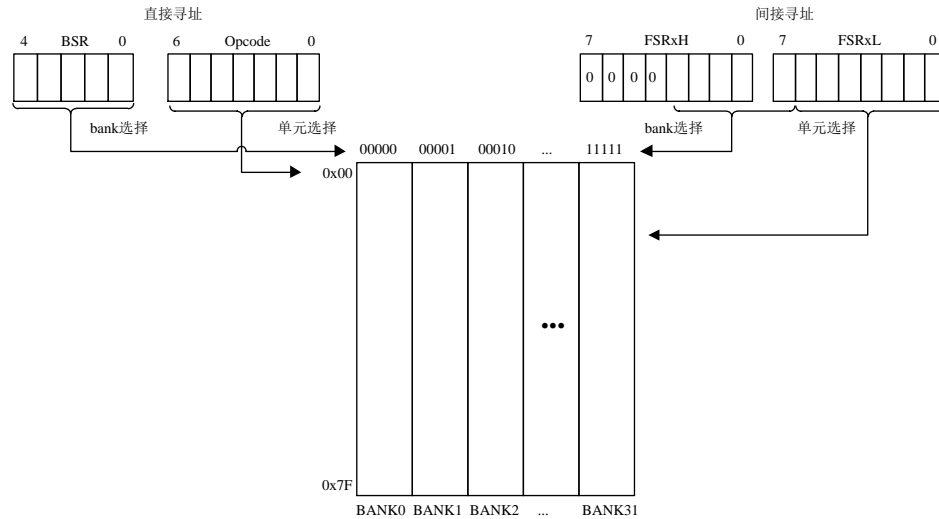 直接寻址
间接寻址
4 BSR 0
6 Opcode 0
7 FSRxH 0
7 FSRxL 0
0 0 0 0
bank选择
单元选择
bank选择
单元选择
00000 00001 00010 ... 11111
0x00
•••
0x7F
BANK0 BANK1 BANK2 ... BANK31